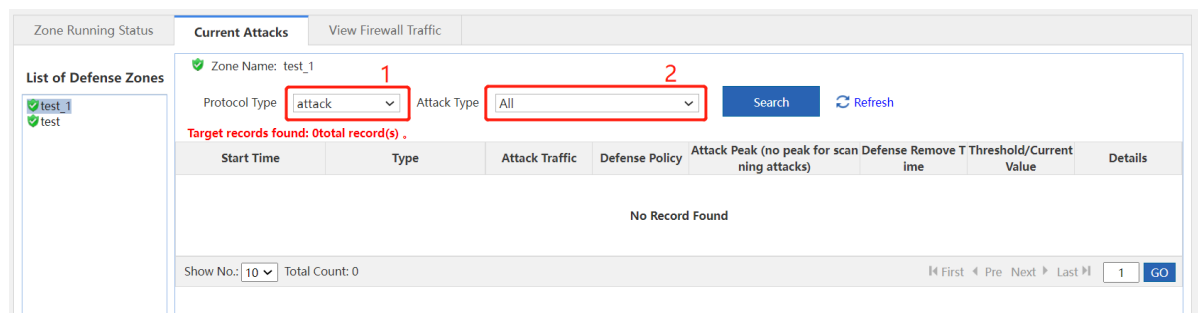 Zone Running Status
Current Attacks
View Firewall Traffic
List of Defense Zones
test_1
test
Zone Name: test_1
1
2
Protocol Type attack Attack Type All Search Refresh
Target records found: 0total record(s) 。
Start Time Type Attack Traffic Defense Policy Attack Peak (no peak for scan Defense Remove T Threshold/Current Details
ning attacks) ime Value
No Record Found
Show No.: 10 Total Count: 0 First Pre Next Last 1 GO